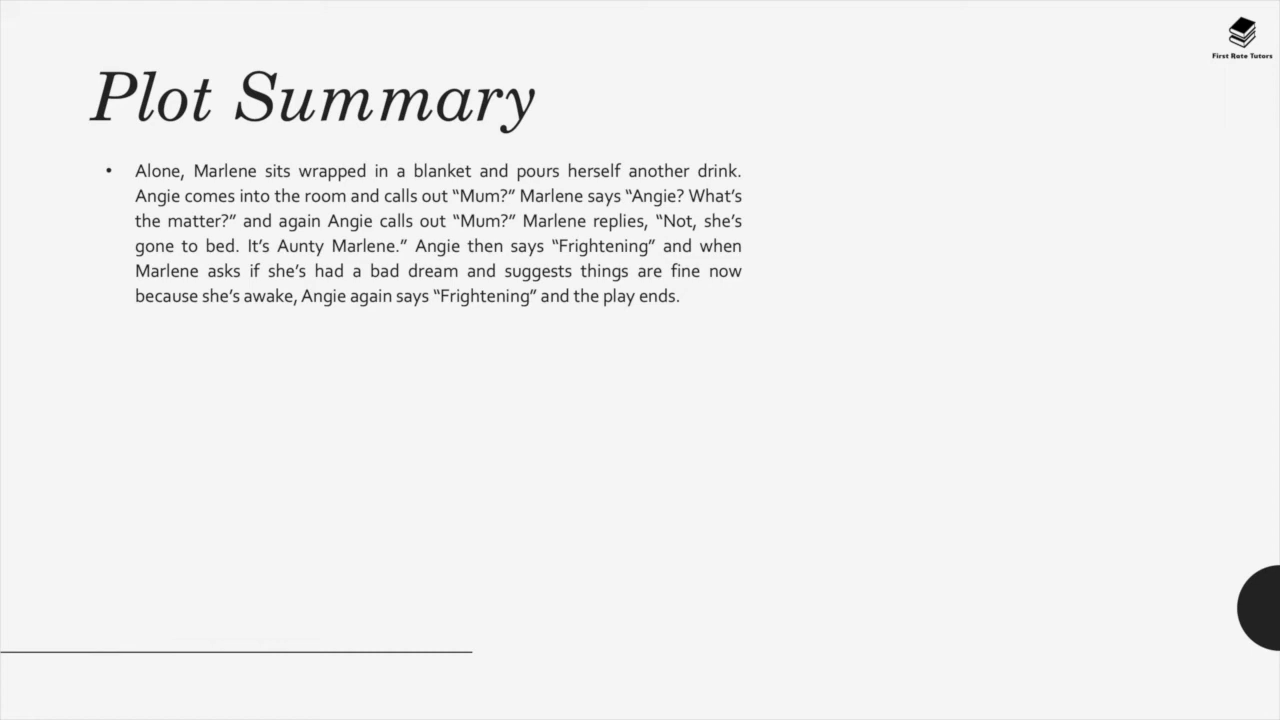 First Rate Tutors
Plot Summary
• Alone, Marlene sits wrapped in a blanket and pours herself another drink.
Angie comes into the room and calls out “Mum?” Marlene says “Angie? What’s
the matter?” and again Angie calls out “Mum?” Marlene replies, “Not, she’s
gone to bed. It’s Aunty Marlene.” Angie then says “Frightening” and when
Marlene asks if she’s had a bad dream and suggests things are fine now
because she’s awake, Angie again says “Frightening” and the play ends.